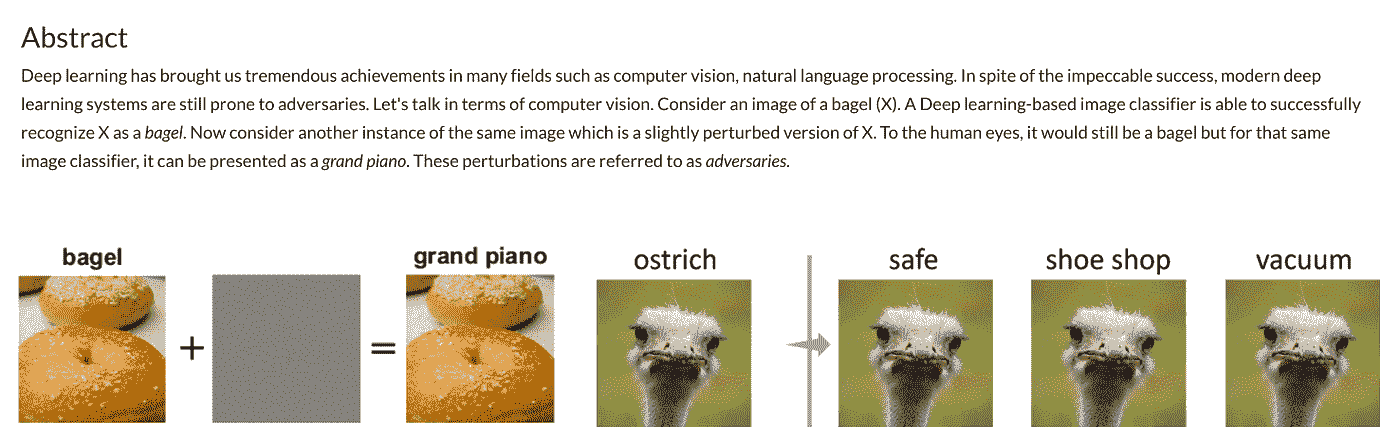 Abstract
Deep learning has brought us tremendous achievements in many fields such as computer vision, natural language processing. In spite of the impeccable success, modern deep
learning systems are still prone to adversaries. Let's talk in terms of computer vision. Consider an image of a bagel (X). A Deep learning-based image classifier is able to successfully
recognize X as a bagel. Now consider another instance of the same image which is a slightly perturbed version of X. To the human eyes, it would still be a bagel but for that same
image classifier, it can be presented as a grand piano. These perturbations are referred to as adversaries.
bagel grand piano ostrich safe shoe shop vacuum
+ =